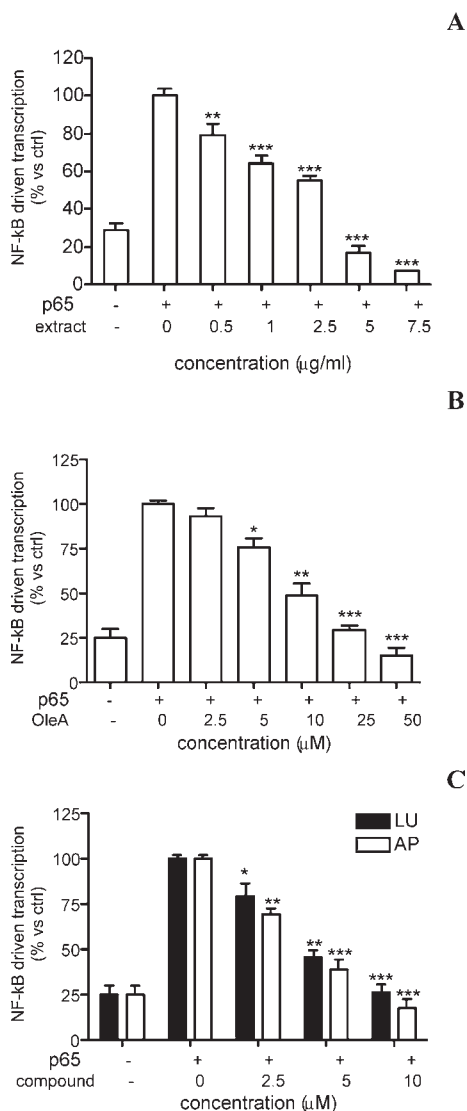 A
NF-kB driven transcription
(% vs ctrl)
120
100
80
60
40
20
0
**
***
***
***
***
p65 - + + + + + +
extract - 0 0.5 1 2.5 5 7.5
concentration (μg/ml)
B
NF-kB driven transcription
(% vs ctrl)
125
100
75
50
25
0
*
**
***
***
p65 - + + + + + +
OleA - 0 2.5 5 10 25 50
concentration (μM)
C
NF-kB driven transcription
(% vs ctrl)
125
100
75
50
25
0
LU
AP
*
**
**
***
***
***
p65 - + + + +
compound - 0 2.5 5 10
concentration (μM)